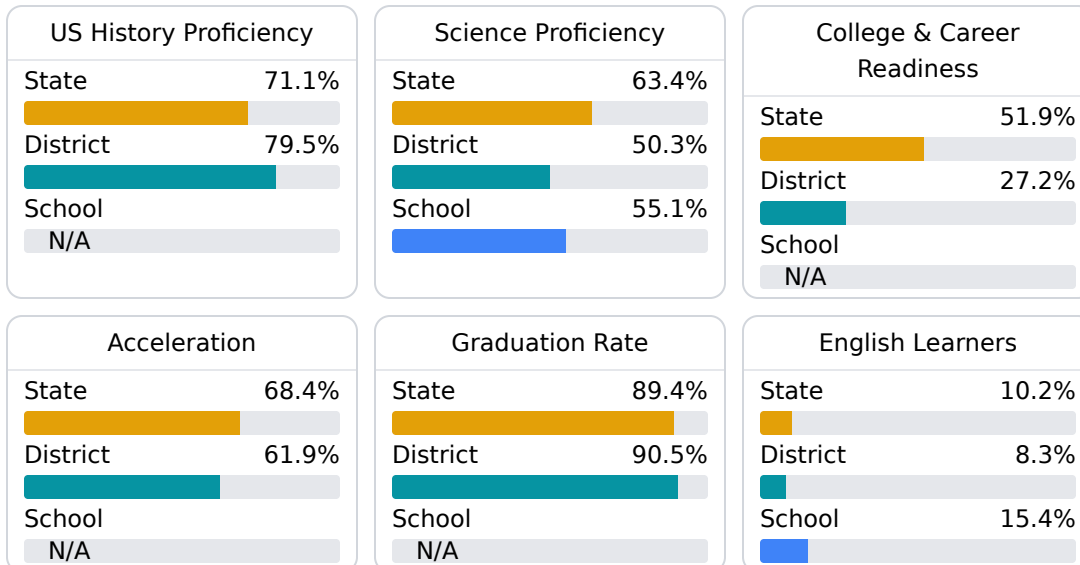 US History Proficiency
State 71.1%
District 79.5%
School
N/A
Science Proficiency
State 63.4%
District 50.3%
School 55.1%
College & Career
Readiness
State 51.9%
District 27.2%
School
N/A
Acceleration
State 68.4%
District 61.9%
School
N/A
Graduation Rate
State 89.4%
District 90.5%
School
N/A
English Learners
State 10.2%
District 8.3%
School 15.4%